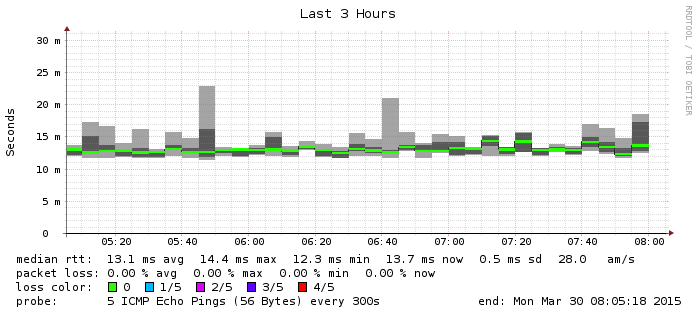 Last 3 Hours
RRDTOOL / TOBI OETIKER
Seconds
30 m
25 m
20 m
15 m
10 m
5 m
0
05:20 05:40 06:00 06:20 06:40 07:00 07:20 07:40 08:00
median rtt: 13.1 ms avg 14.4 ms max 12.3 ms min 13.7 ms now 0.5 ms sd 28.0 am/s
packet loss: 0.00 % avg 0.00 % max 0.00 % min 0.00 % now
loss color: 0 1/5 2/5 3/5 4/5
probe: 5 ICMP Echo Pings (56 Bytes) every 300s end: Mon Mar 30 08:05:18 2015